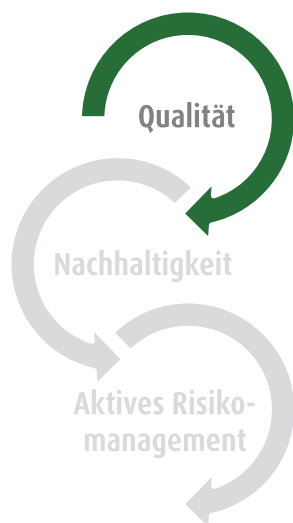 Qualität
Nachhaltigkeit
Aktives Risiko-
management